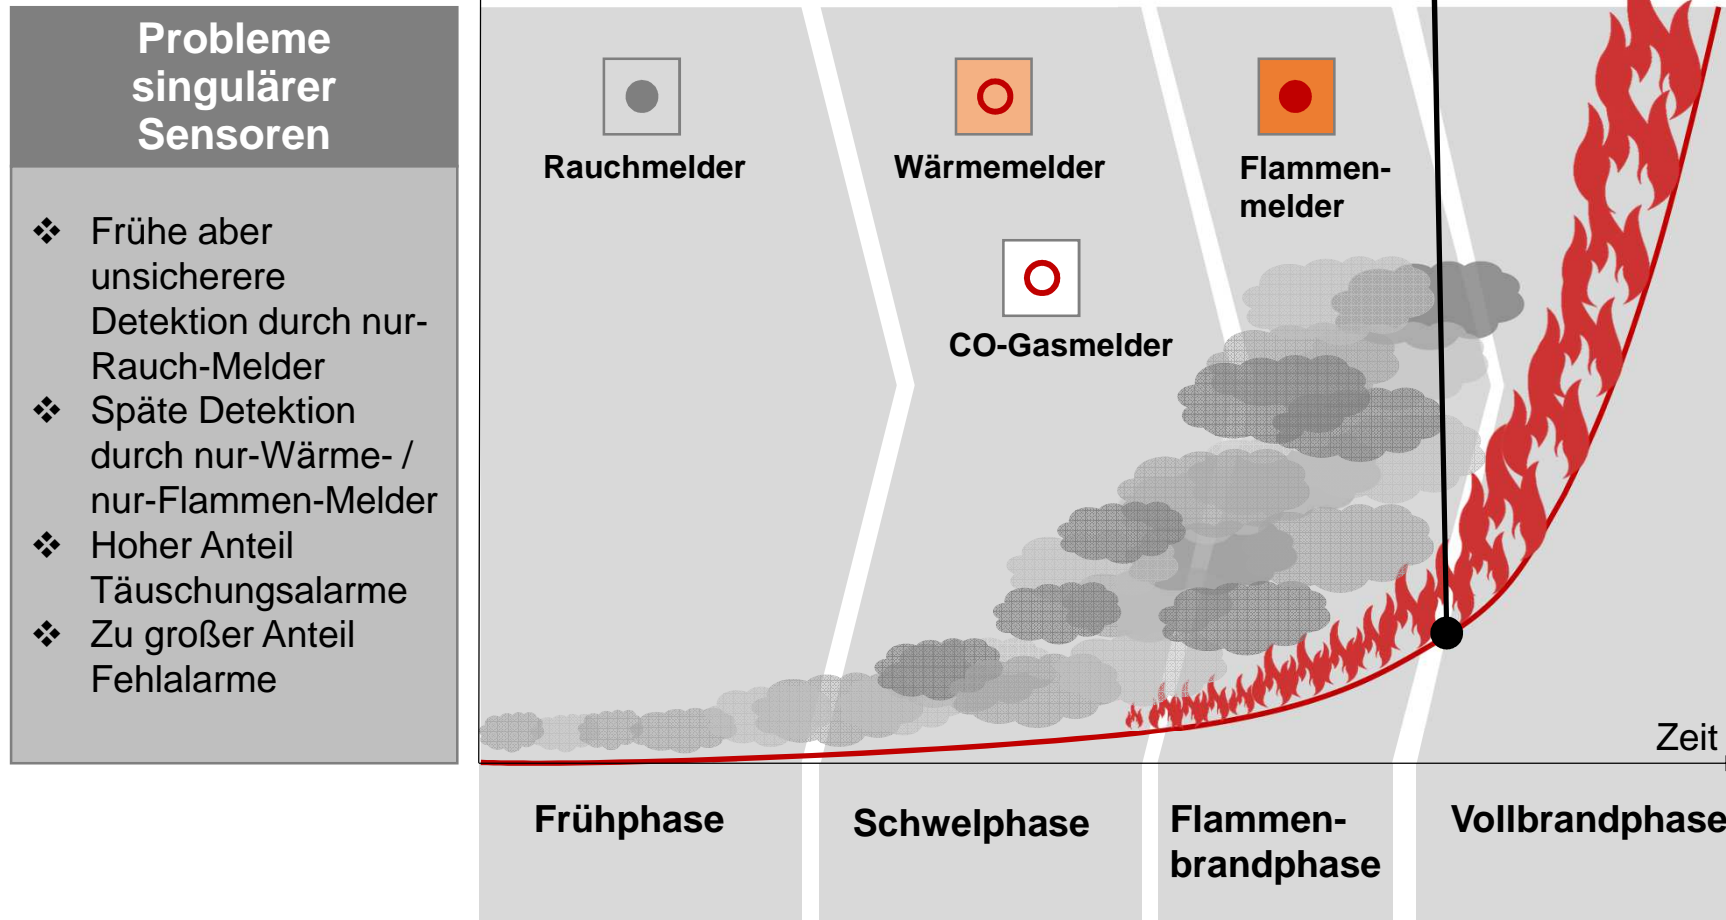 Probleme
singulärer
Sensoren
❖ Frühe aber
unsicherere
Detektion durch nur-
Rauch-Melder
❖ Späte Detektion
durch nur-Wärme- /
nur-Flammen-Melder
❖ Hoher Anteil
Täuschungsalarme
❖ Zu großer Anteil
Fehlalarme
Rauchmelder
Wärmemelder
Flammen-
melder
CO-Gasmelder
Zeit
Frühphase
Schwelphase
Flammen-
brandphase
Vollbrandphase